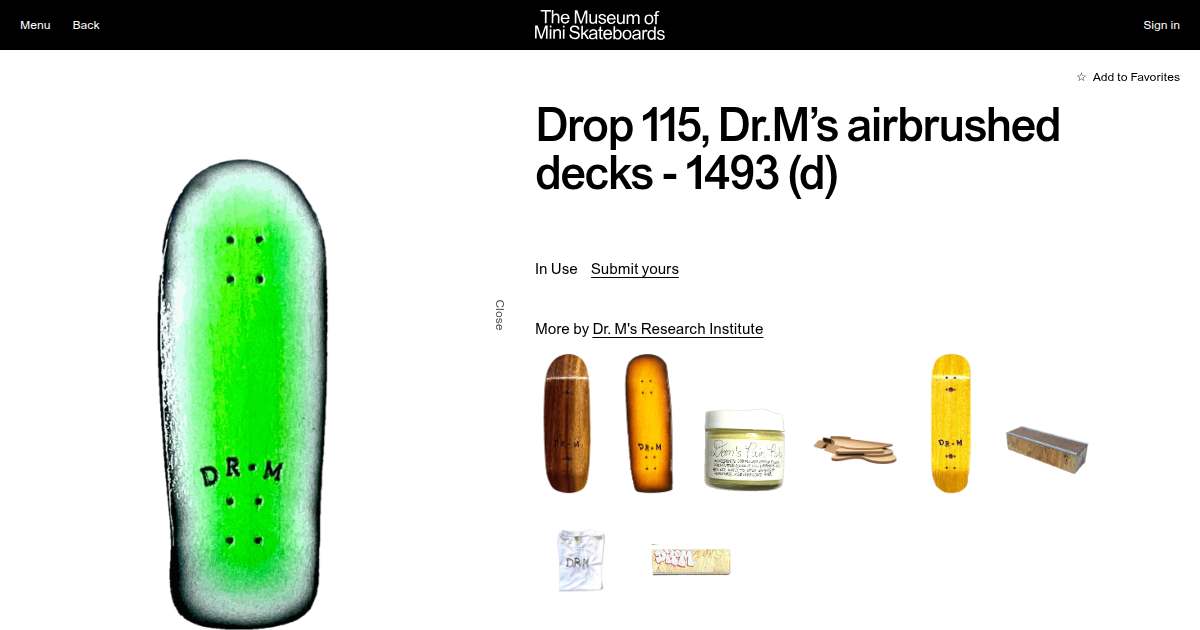 Menu
Back
The Museum of
Mini Skateboards
Sign in
☆ Add to Favorites
Drop 115, Dr.M’s airbrushed
decks - 1493 (d)
In Use
Submit yours
Close
More by Dr. M's Research Institute
DR·M
DR·M
DR·M
DR·M
DRM